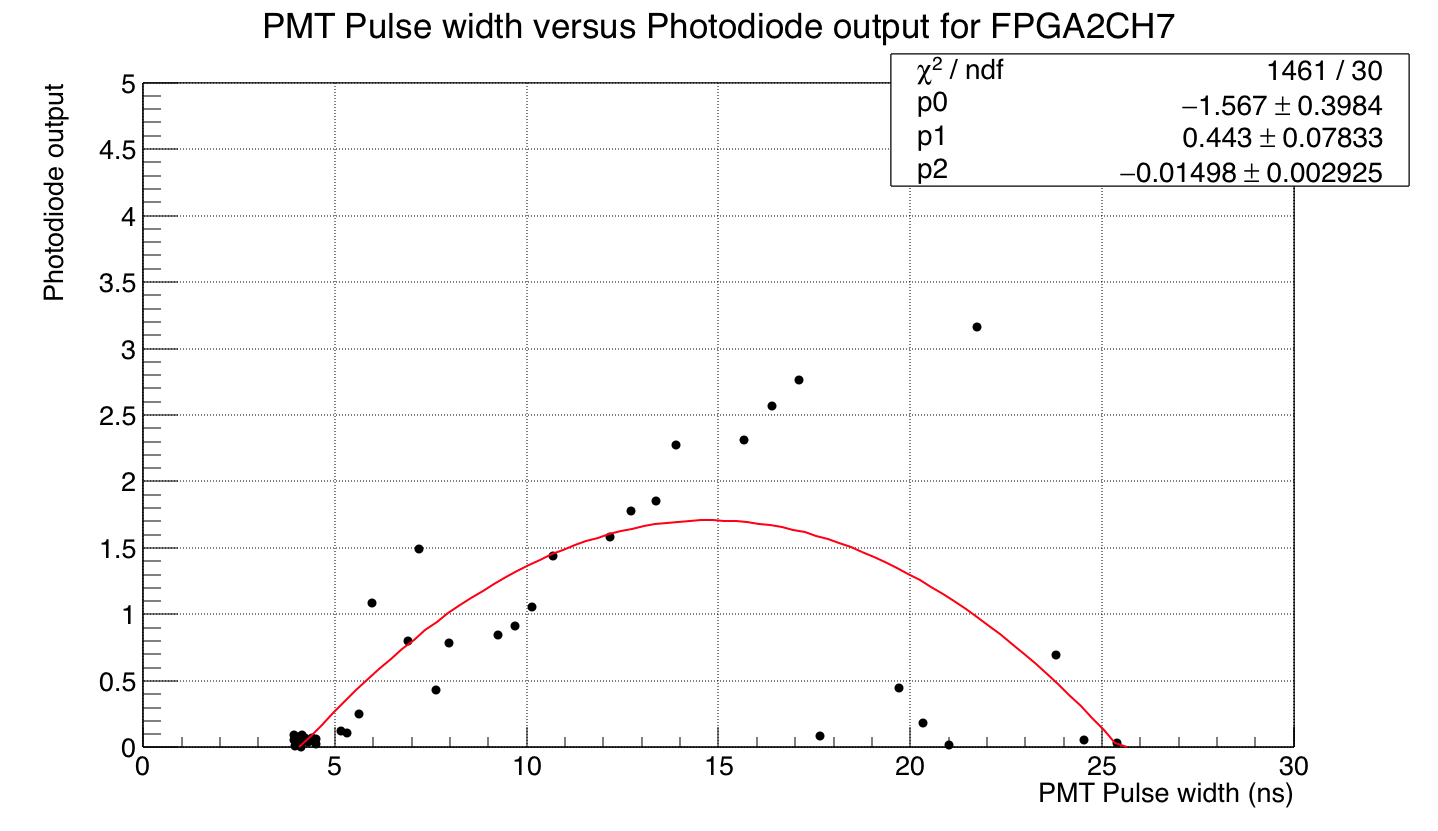 PMT Pulse width versus Photodiode output for FPGA2CH7
χ² / ndf 1461 / 30
p0 −1.567 ± 0.3984
p1 0.443 ± 0.07833
p2 −0.01498 ± 0.002925
Photodiode output
5
4.5
4
3.5
3
2.5
2
1.5
1
0.5
0
0 5 10 15 20 25 30
PMT Pulse width (ns)